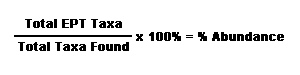 Total EPT Taxa
Total Taxa Found x 100% = % Abundance